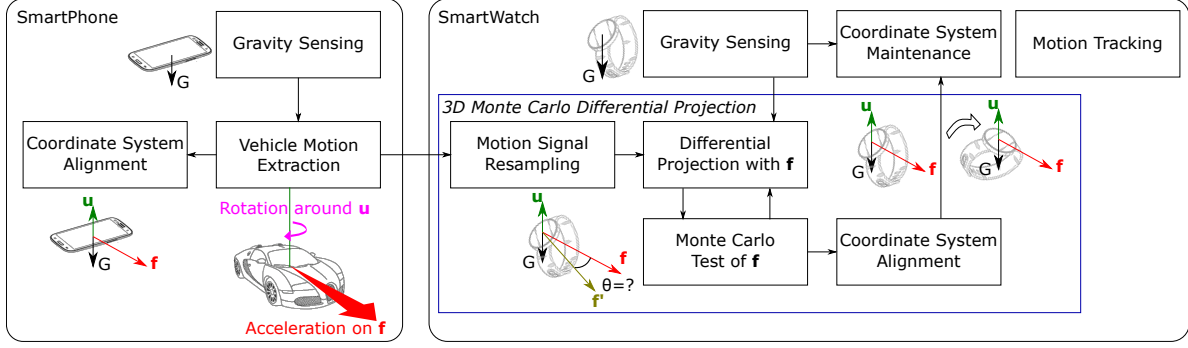 SmartPhone
Gravity Sensing
G
Coordinate System
Alignment
Vehicle Motion
Extraction
u
G
f
Rotation around u
Acceleration on f
SmartWatch
Gravity Sensing
G
Coordinate System
Maintenance
Motion Tracking
3D Monte Carlo Differential Projection
Motion Signal
Resampling
Differential
Projection with f
u
G
f
u
G
f
u
G
f
f'
θ=?
Monte Carlo
Test of f
Coordinate System
Alignment